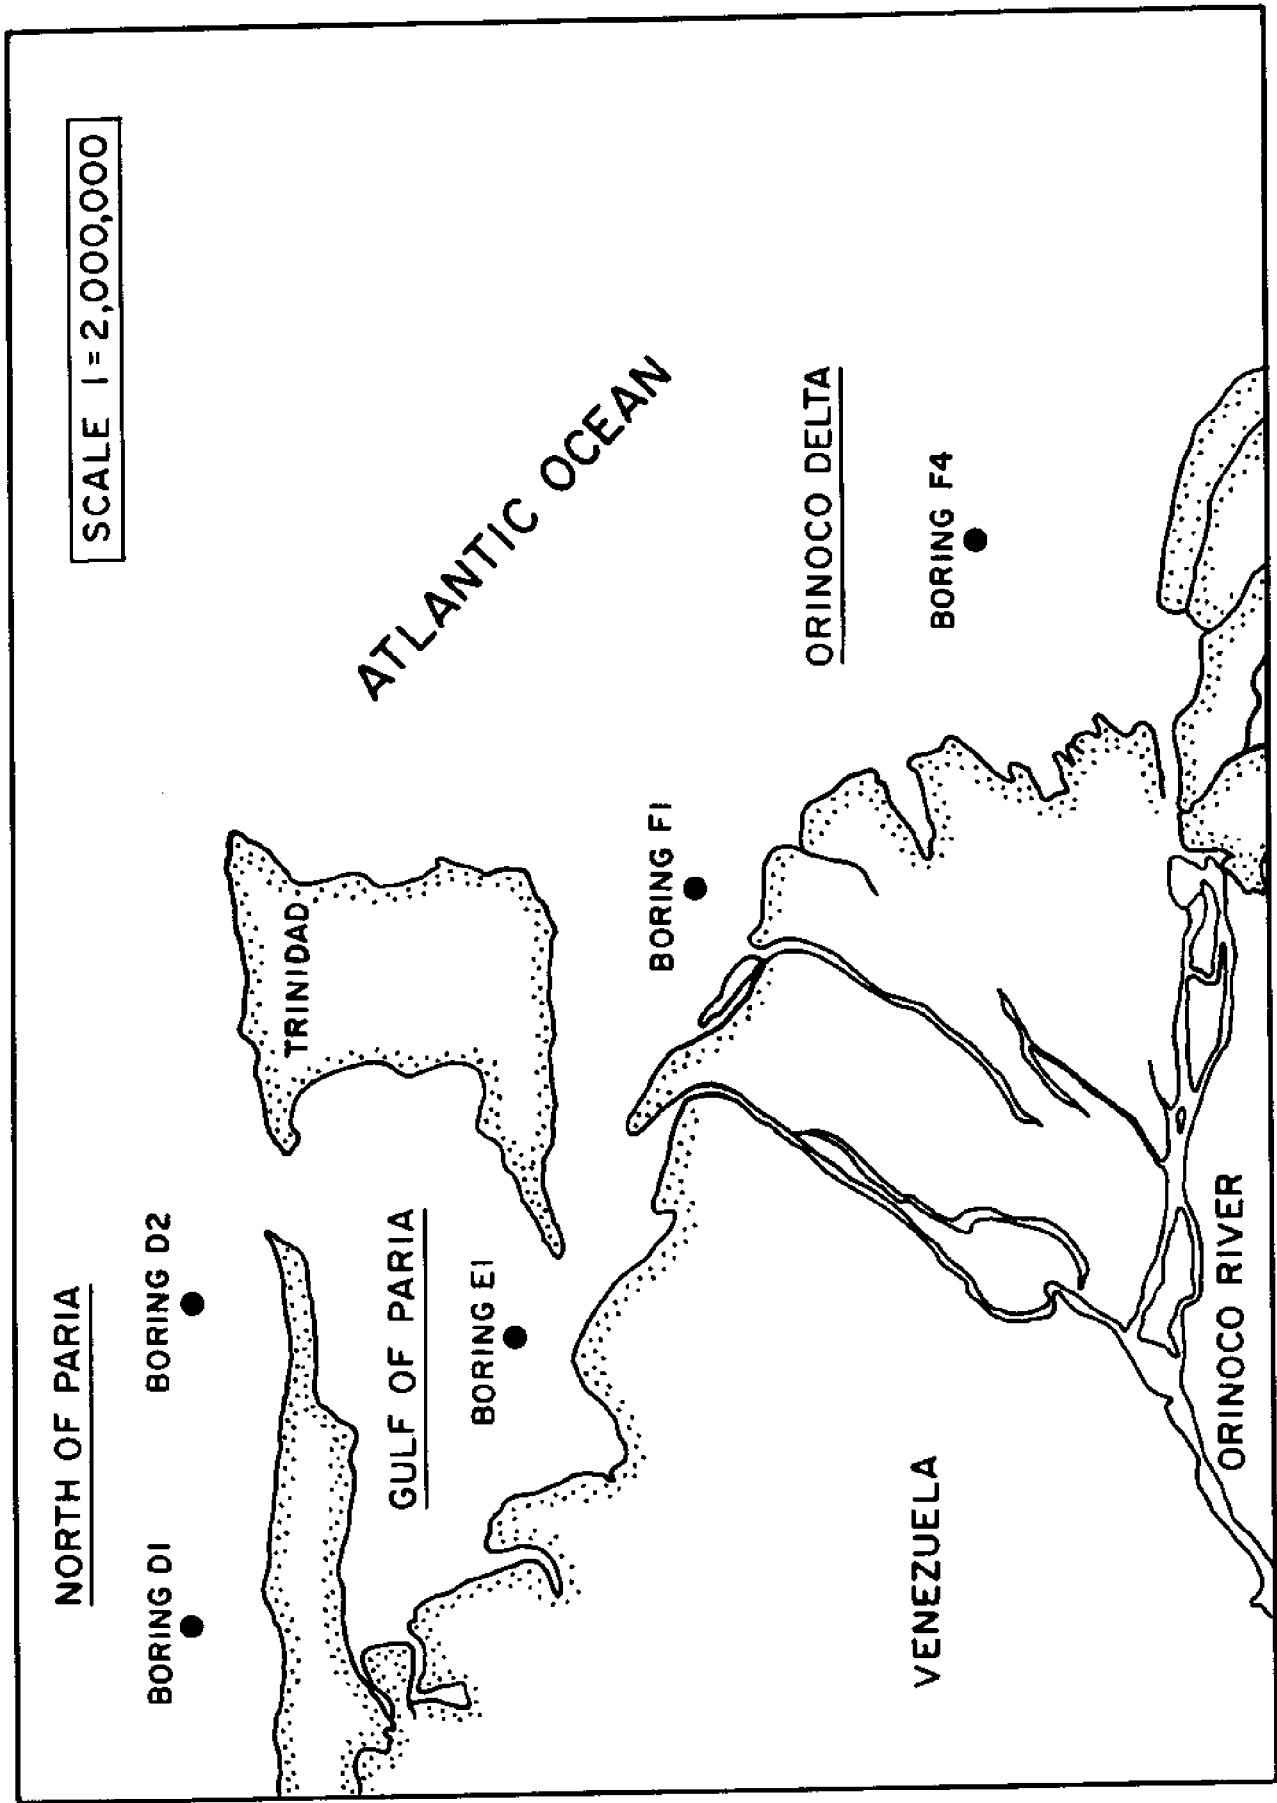 NORTH OF PARIA
BORING D1
BORING D2
SCALE 1=2,000,000
TRINIDAD
GULF OF PARIA
BORING E1
ATLANTIC OCEAN
BORING F1
ORINOCO DELTA
BORING F4
VENEZUELA
ORINOCO RIVER